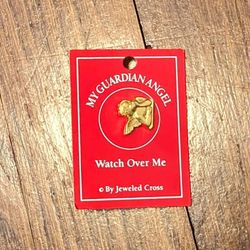 MY GUARDIAN ANGEL
Watch Over Me
© By Jeweled Cross